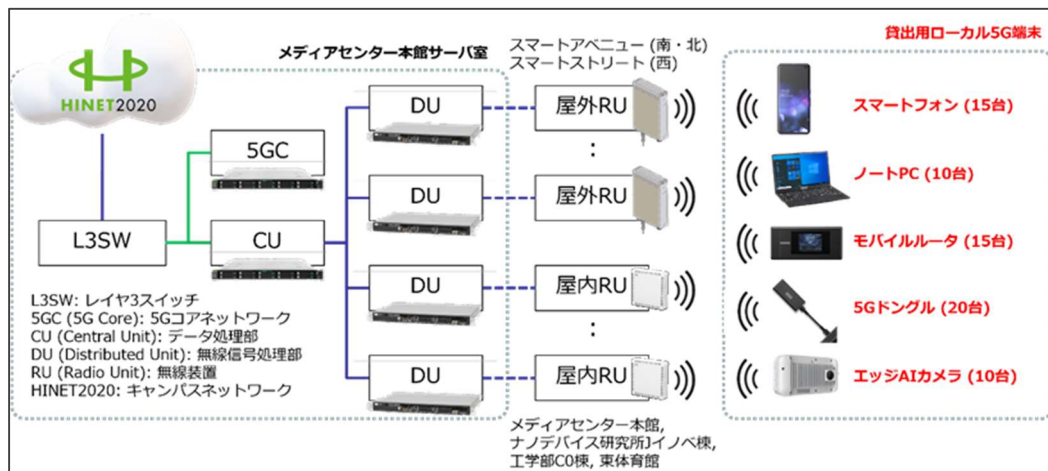 HINET2020
メディアセンター本館サーバ室
スマートアベニュー (南・北)
スマートストリート (西)
貸出用ローカル5G端末
DU
屋外RU
スマートフォン (15台)
5GC
:
DU
屋外RU
ノートPC (10台)
L3SW
CU
モバイルルータ (15台)
DU
屋内RU
5Gドングル (20台)
:
DU
屋内RU
エッジAIカメラ (10台)
L3SW: レイヤ3スイッチ
5GC (5G Core): 5Gコアネットワーク
CU (Central Unit): データ処理部
DU (Distributed Unit): 無線信号処理部
RU (Radio Unit): 無線装置
HINET2020: キャンパスネットワーク
メディアセンター本館,
ナノデバイス研究所Jイノベ棟,
工学部C0棟, 東体育館